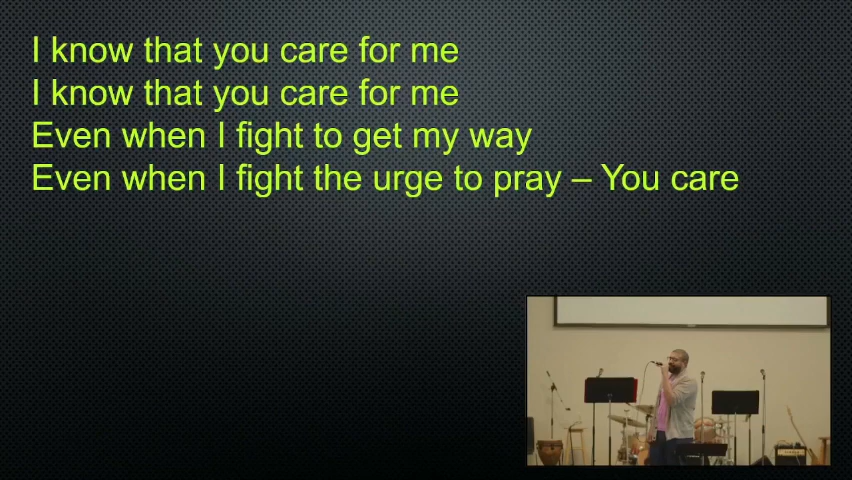 I know that you care for me
I know that you care for me
Even when I fight to get my way
Even when I fight the urge to pray – You care